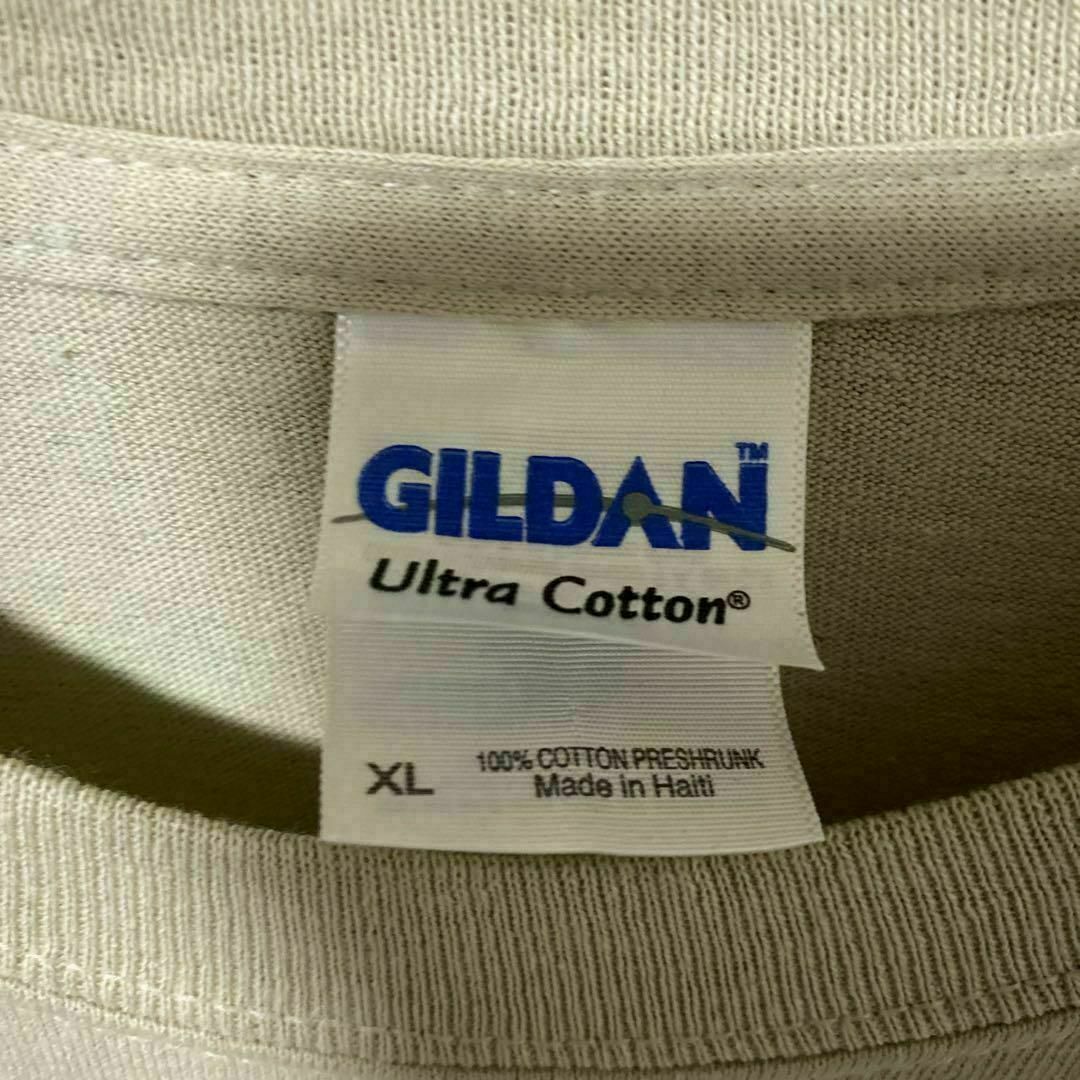 GILDAN™
Ultra Cotton®
XL
100% COTTON PRESHRUNK
Made in Haiti